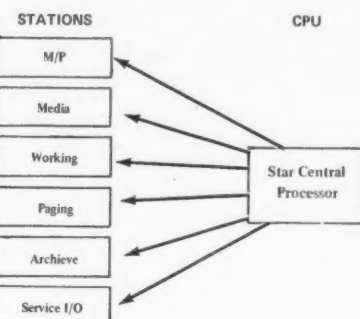 STATIONS
CPU
M/P
Media
Working
Paging
Archieve
Service I/O
Star Central
Processor